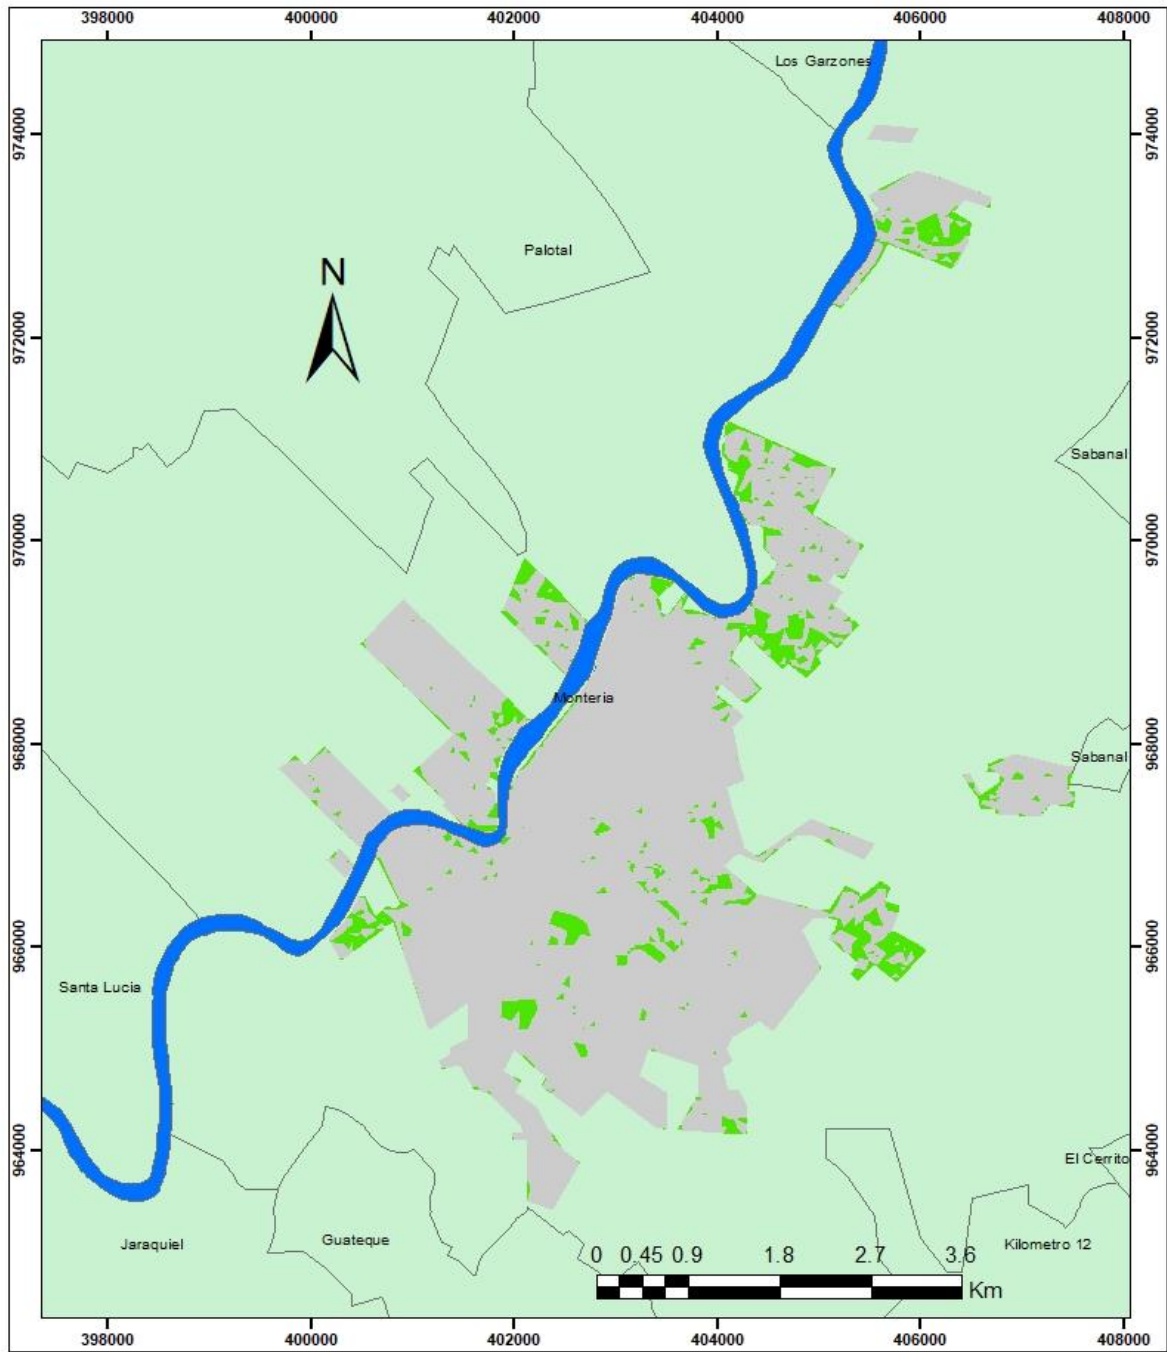 398000 400000 402000 404000 406000 408000
Los Garzones
974000 974000
Palotal
N
972000 972000
Sabanal
970000 970000
Monteria
968000 968000
Sabanal
966000 966000
Santa Lucia
964000 964000
El Cerrito
Jaraquiel Guateque Kilometro 12
0 0.45 0.9 1.8 2.7 3.6
Km
398000 400000 402000 404000 406000 408000